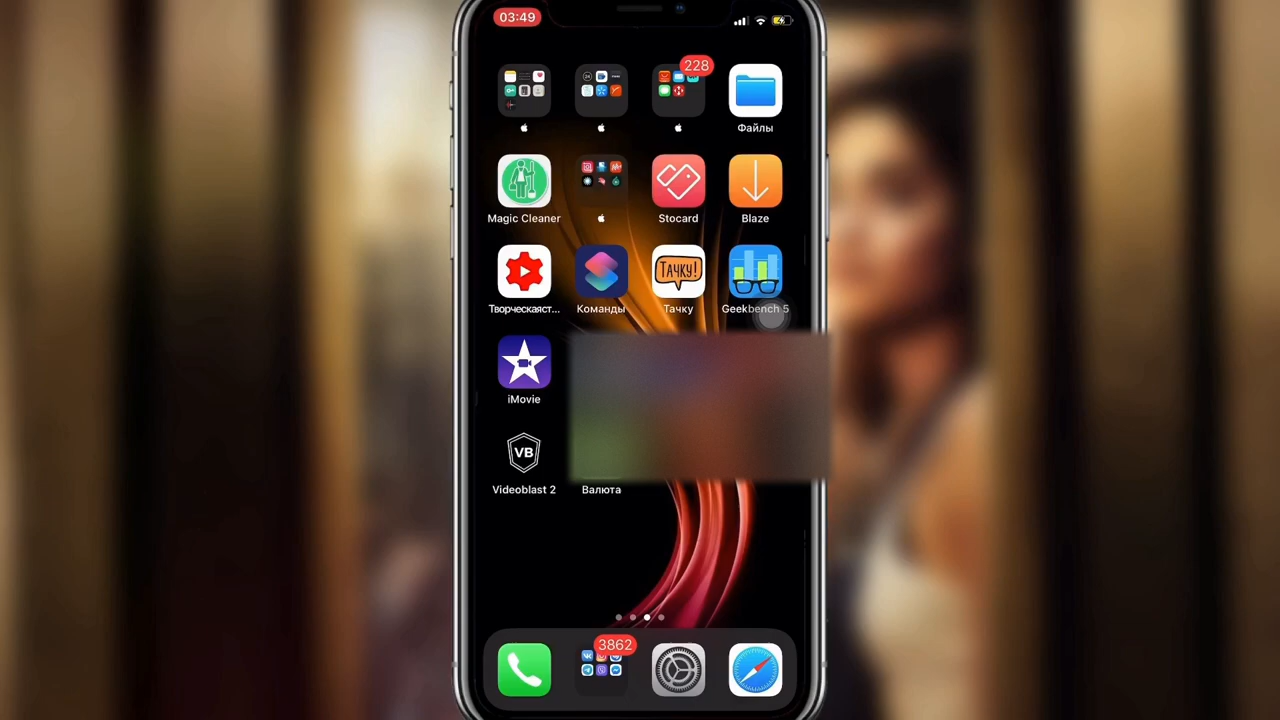 03:49
228
Файлы
Magic Cleaner
Stocard
Blaze
ТАЧКУ!
Творческаяст...
Команды
Тачку
Geekbench 5
iMovie
VB
Videoblast 2
Валюта
3862